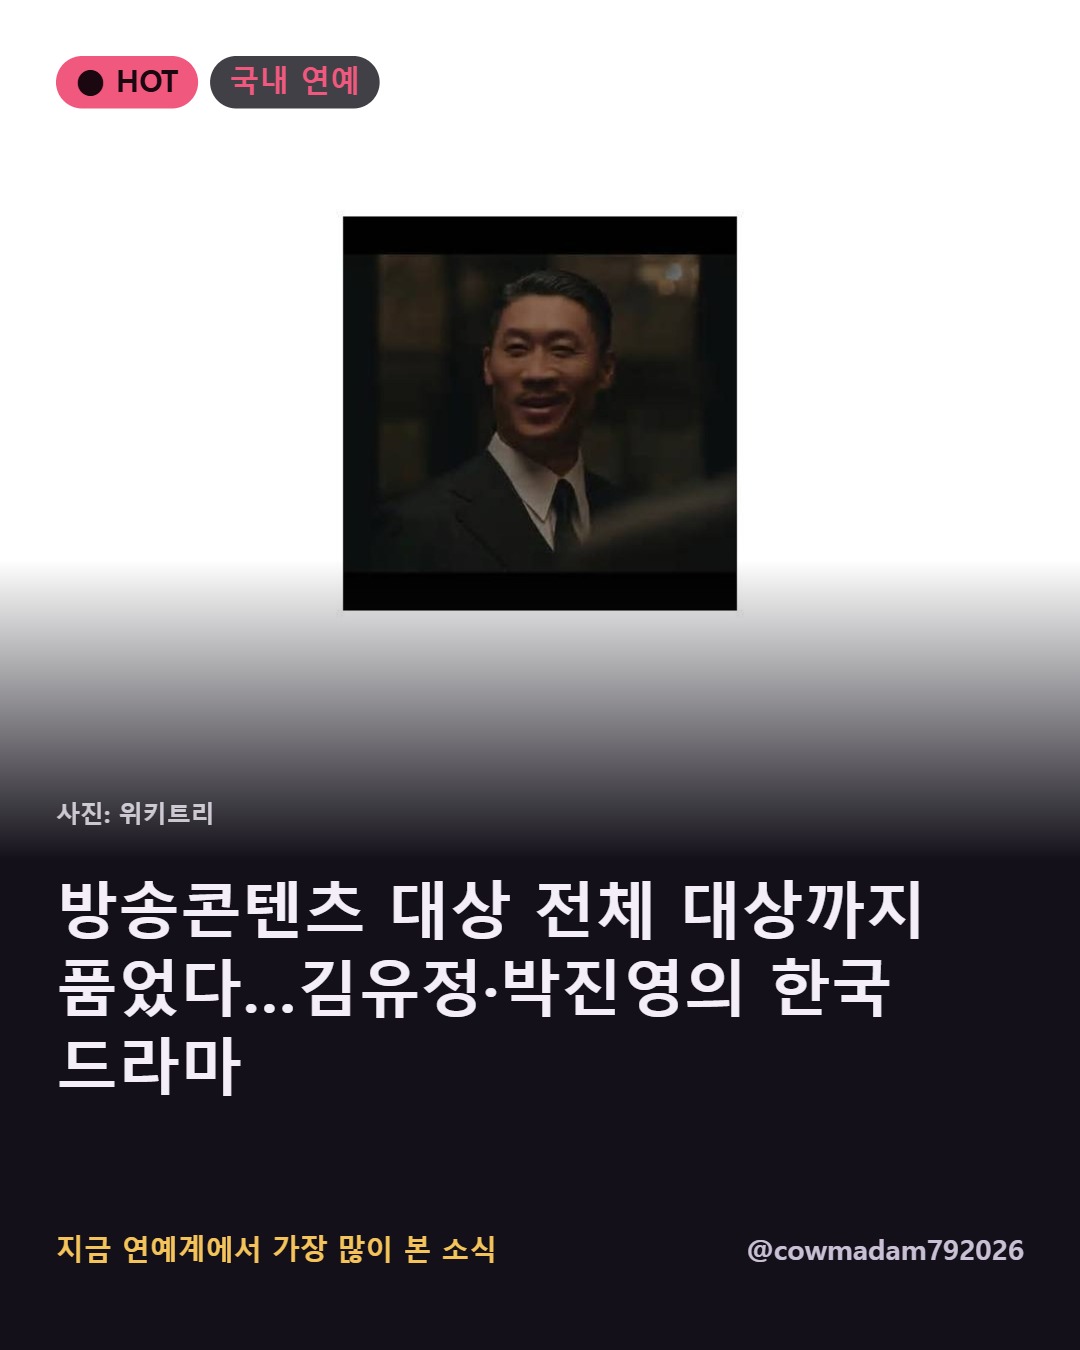 ● HOT 국내 연예
사진: 위키트리
방송콘텐츠 대상 전체 대상까지
품었다...김유정·박진영의 한국
드라마
지금 연예계에서 가장 많이 본 소식 @cowmadam792026